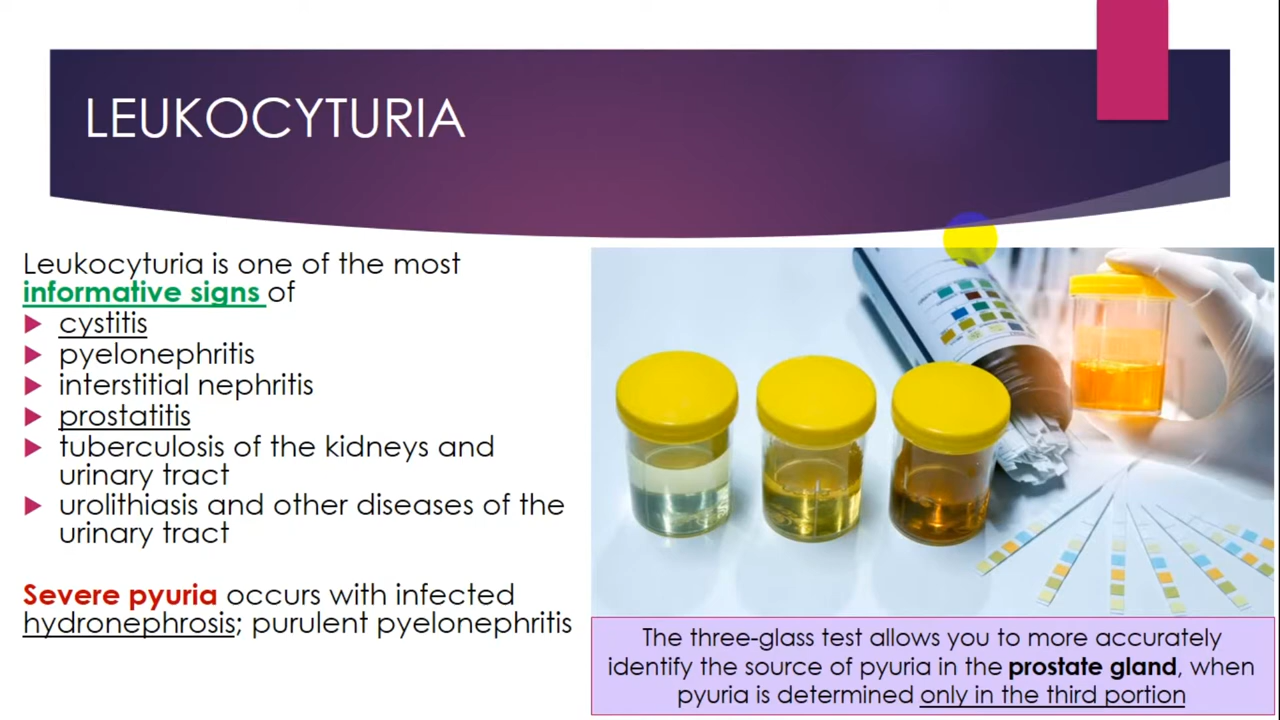 LEUKOCYTURIA
Leukocyturia is one of the most
informative signs of
cystitis
pyelonephritis
interstitial nephritis
prostatitis
tuberculosis of the kidneys and
urinary tract
urolithiasis and other diseases of the
urinary tract
Severe pyuria occurs with infected
hydronephrosis; purulent pyelonephritis
The three-glass test allows you to more accurately
identify the source of pyuria in the prostate gland, when
pyuria is determined only in the third portion